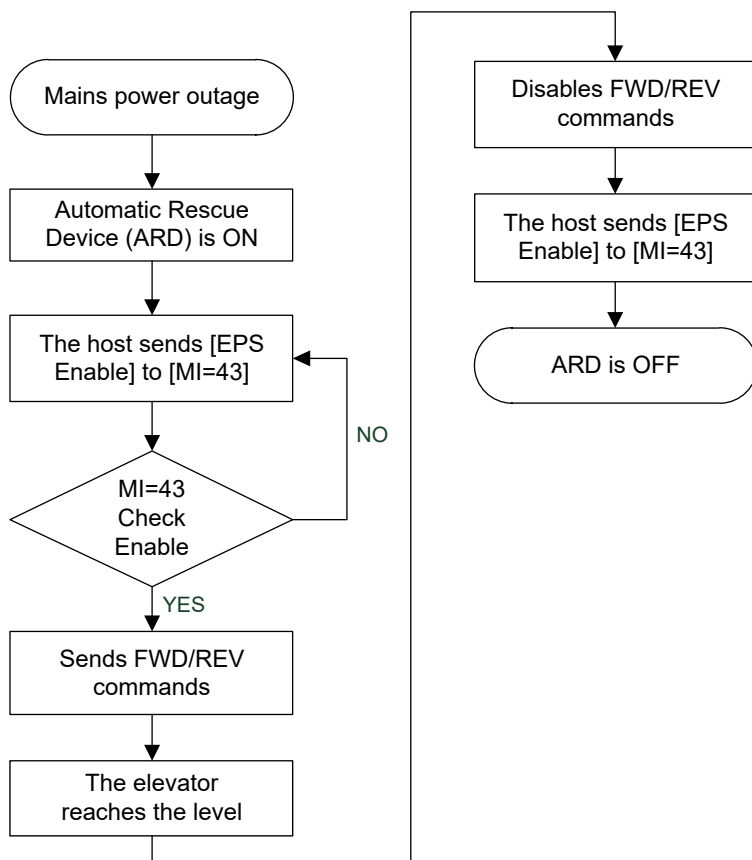 Mains power outage
Automatic Rescue
Device (ARD) is ON
The host sends [EPS
Enable] to [MI=43]
NO
MI=43
Check
Enable
YES
Sends FWD/REV
commands
The elevator
reaches the level
Disables FWD/REV
commands
The host sends [EPS
Enable] to [MI=43]
ARD is OFF